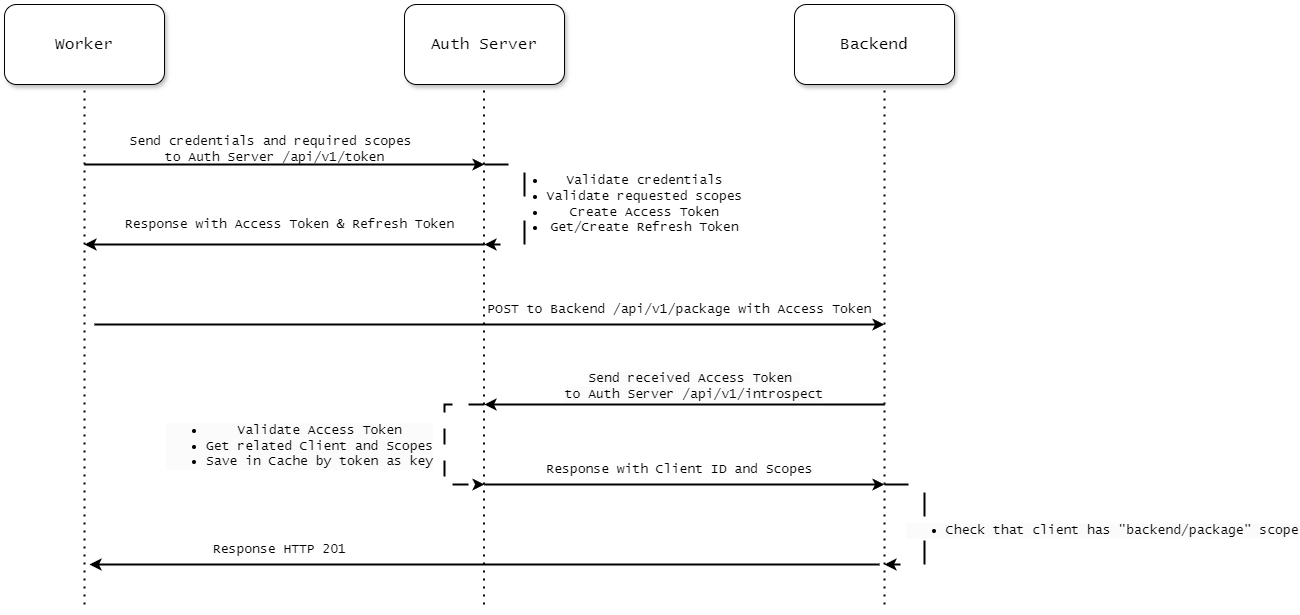 Worker
Auth Server
Backend
Send credentials and required scopes
to Auth Server /api/v1/token
• Validate credentials
• Validate requested scopes
• Create Access Token
• Get/Create Refresh Token
Response with Access Token & Refresh Token
POST to Backend /api/v1/package with Access Token
Send received Access Token
to Auth Server /api/v1/introspect
• Validate Access Token
• Get related Client and Scopes
• Save in Cache by token as key
Response with Client ID and Scopes
• Check that client has "backend/package" scope
Response HTTP 201